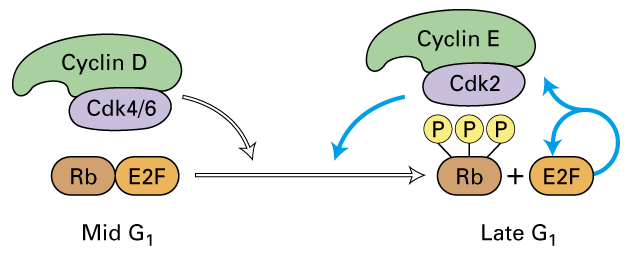 Cyclin D
Cdk4/6
Cyclin E
Cdk2
P P P
Rb E2F
Rb + E2F
Mid G₁
Late G₁